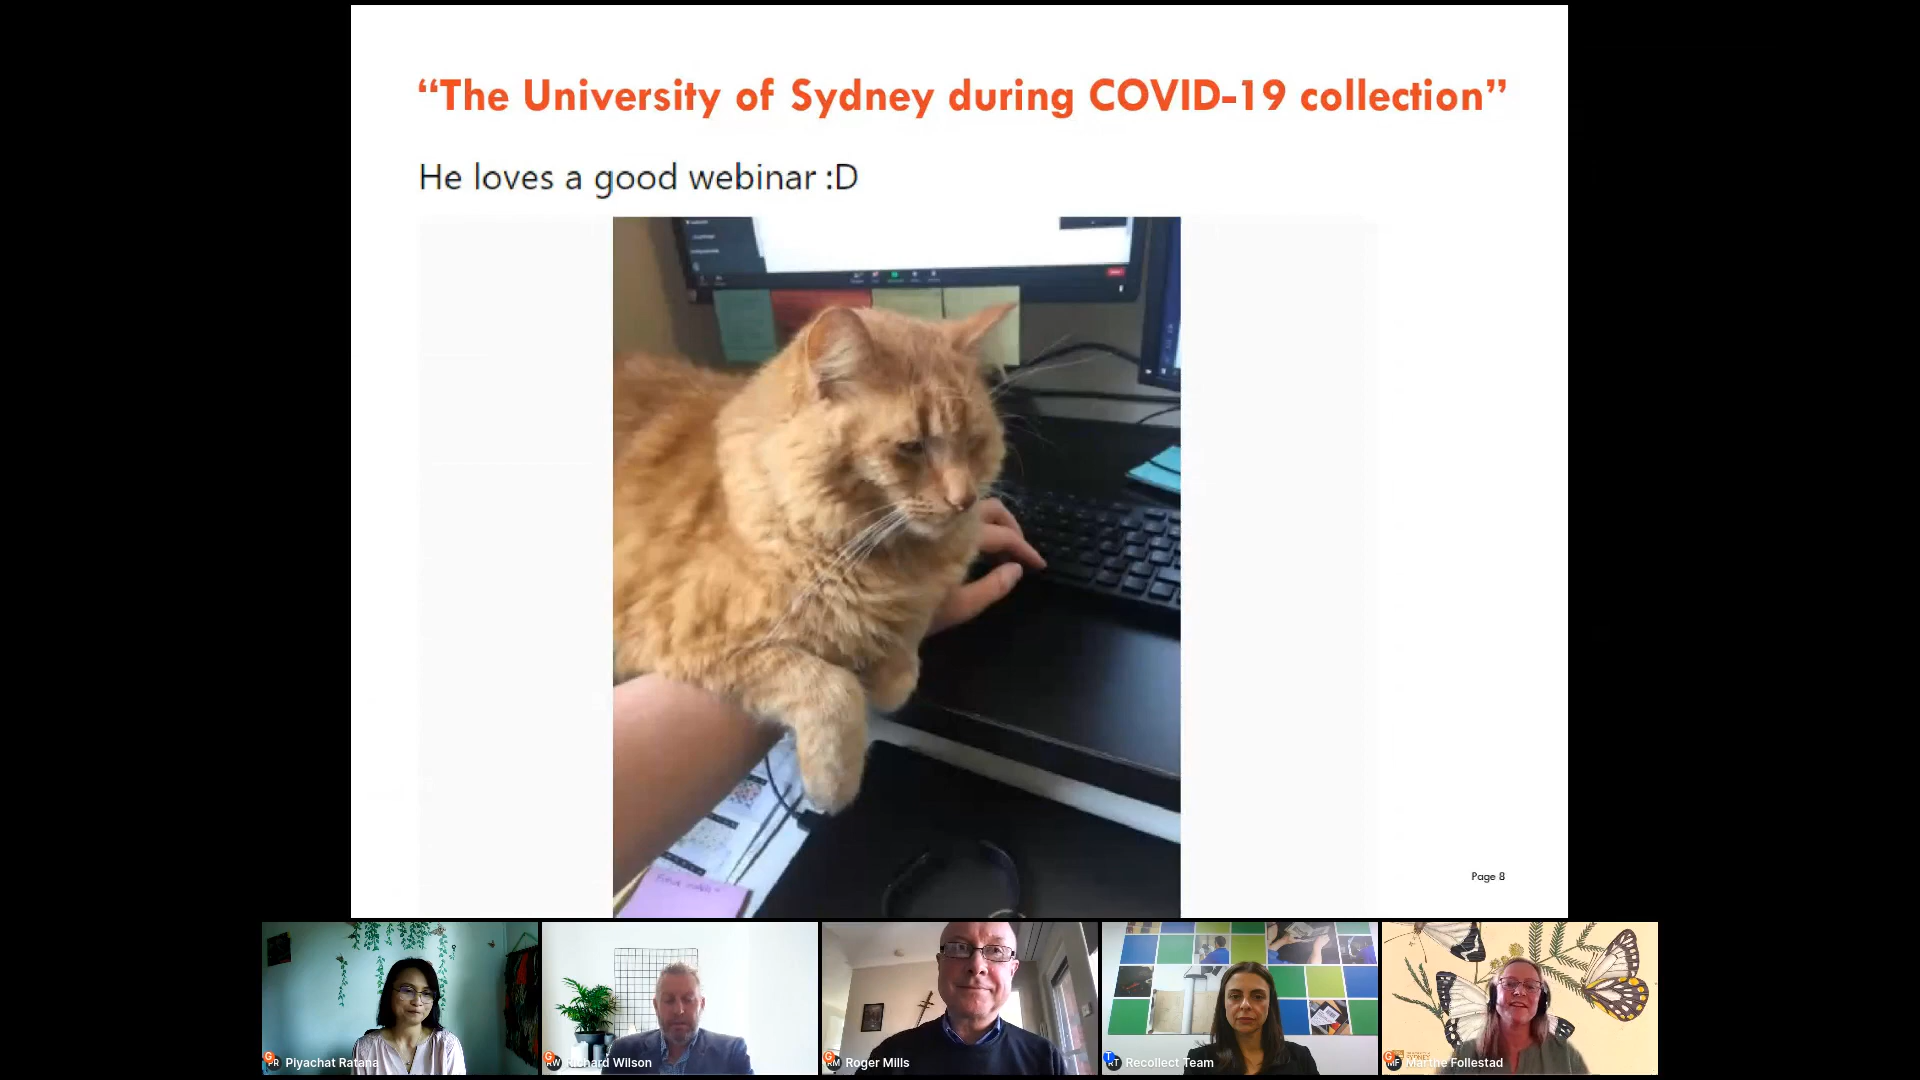 “The University of Sydney during COVID-19 collection”
He loves a good webinar :D
Page 8
Piyachat Ratana
Richard Wilson
Roger Mills
Recollect Team
Marthe Follestad